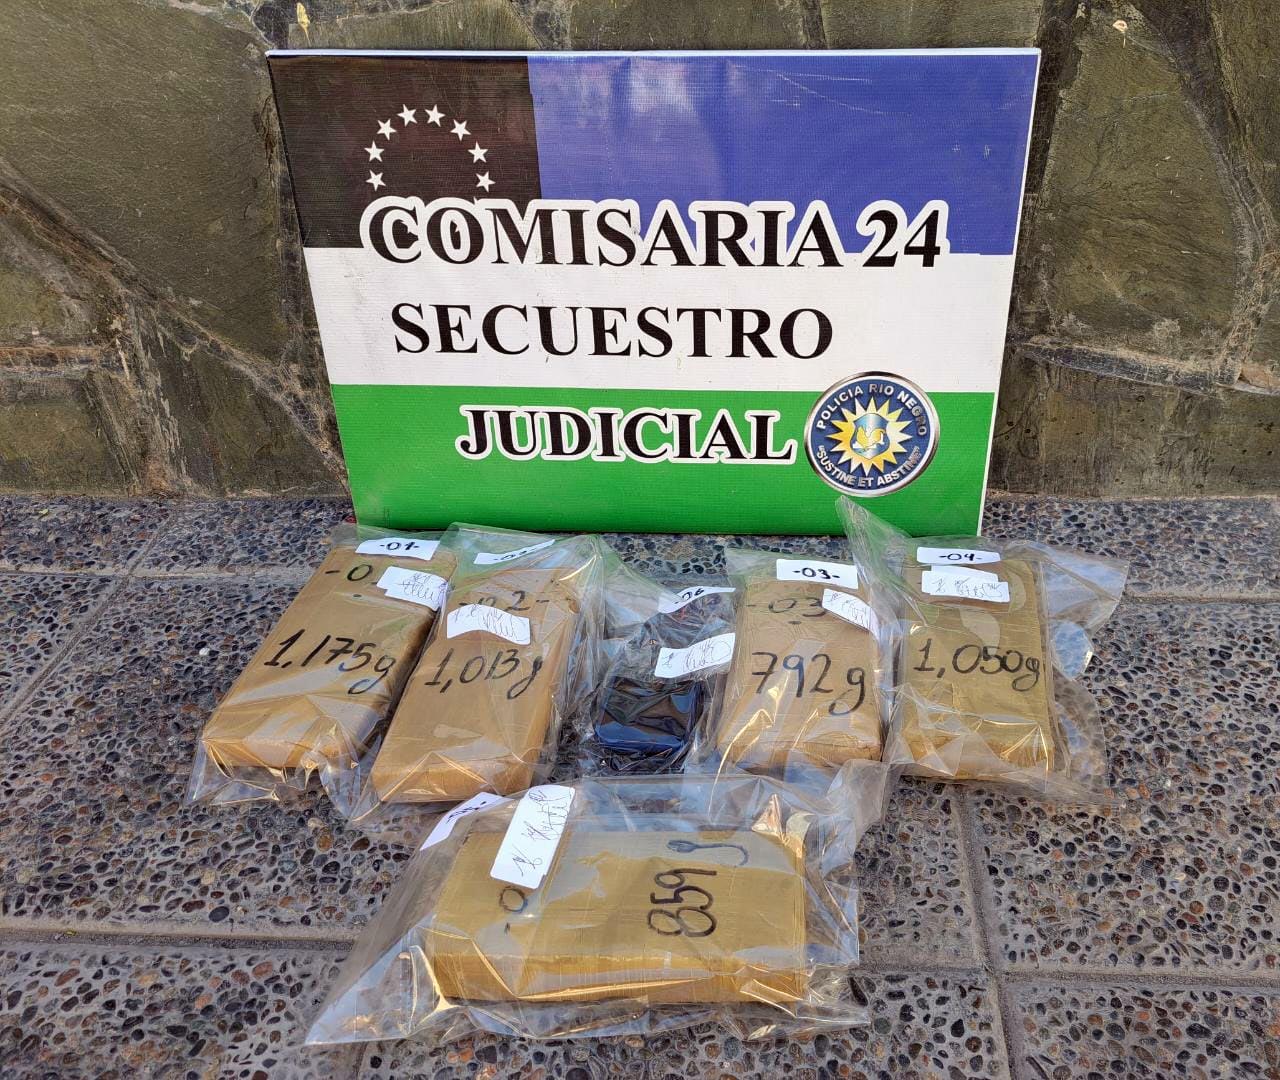 COMISARIA 24
SECUESTRO
JUDICIAL
POLICIA RIO NEGRO
"SUSTINE ET ABSTINE"
-01-
1,175g
1,013g
-03-
-03
792g
-04-
1,050g
859g